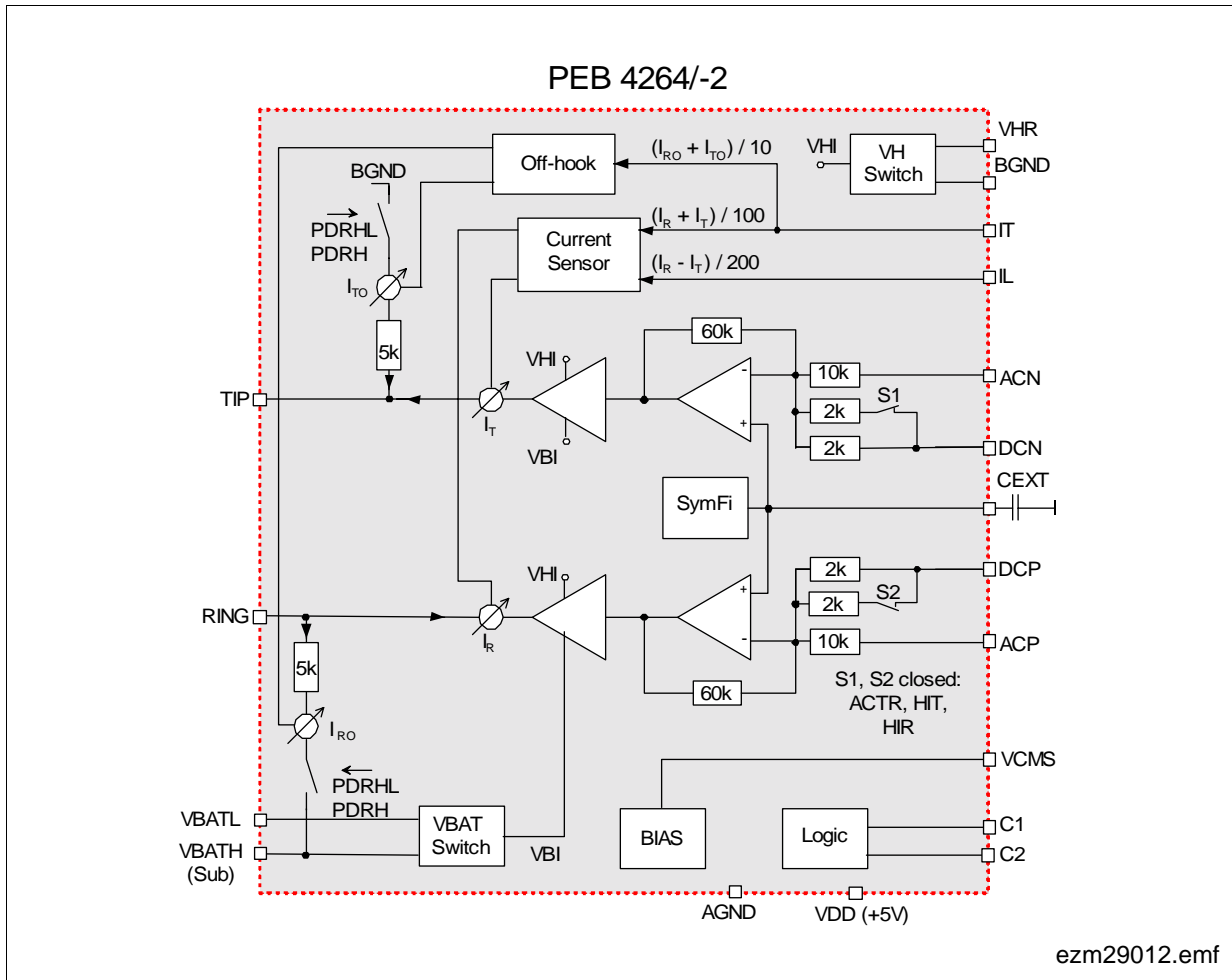 PEB 4264/-2
VHR
VHI
VH
Switch
BGND
Off-hook
(I_RO + I_TO) / 10
BGND
PDRHL
PDRH
(I_R + I_T) / 100
IT
Current
Sensor
(I_R - I_T) / 200
IL
I_TO
5k
60k
VHI
-
10k
ACN
TIP
2k
S1
I_T
+
VBI
2k
DCN
CEXT
SymFi
2k
DCP
VHI
+
2k
S2
RING
I_R
-
10k
ACP
5k
60k
S1, S2 closed:
ACTR, HIT,
HIR
I_RO
VCMS
PDRHL
PDRH
VBATL
VBAT
Switch
BIAS
Logic
C1
VBATH
(Sub)
VBI
C2
AGND
VDD (+5V)
ezm29012.emf